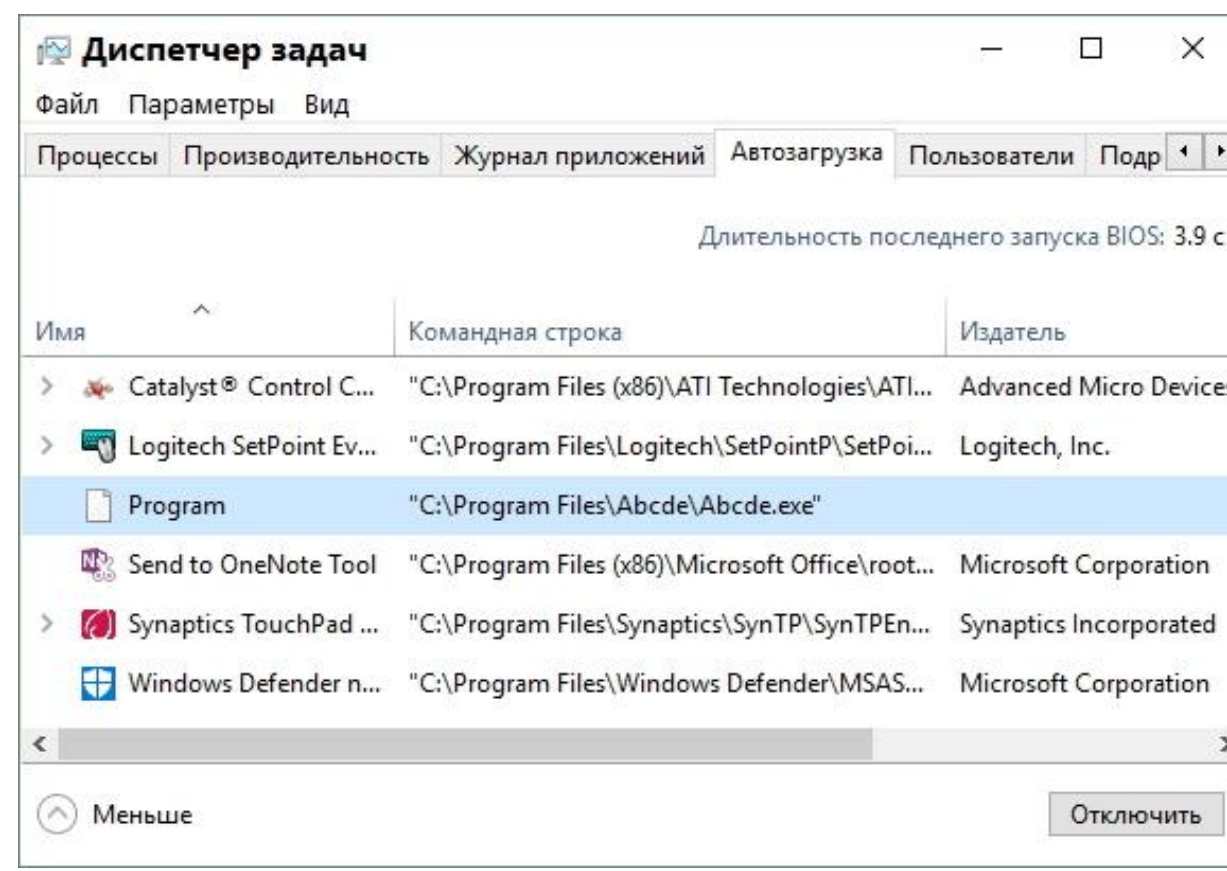 Диспетчер задач
Файл Параметры Вид
Процессы Производительность Журнал приложений Автозагрузка Пользователи Подр
Длительность последнего запуска BIOS: 3.9 с
Имя Командная строка Издатель
Catalyst® Control C... "C:\Program Files (x86)\ATI Technologies\ATI... Advanced Micro Device
Logitech SetPoint Ev... "C:\Program Files\Logitech\SetPointP\SetPoi... Logitech, Inc.
Program "C:\Program Files\Abcde\Abcde.exe"
Send to OneNote Tool "C:\Program Files (x86)\Microsoft Office\root... Microsoft Corporation
Synaptics TouchPad ... "C:\Program Files\Synaptics\SynTP\SynTPEn... Synaptics Incorporated
Windows Defender n... "C:\Program Files\Windows Defender\MSAS... Microsoft Corporation
Меньше Отключить